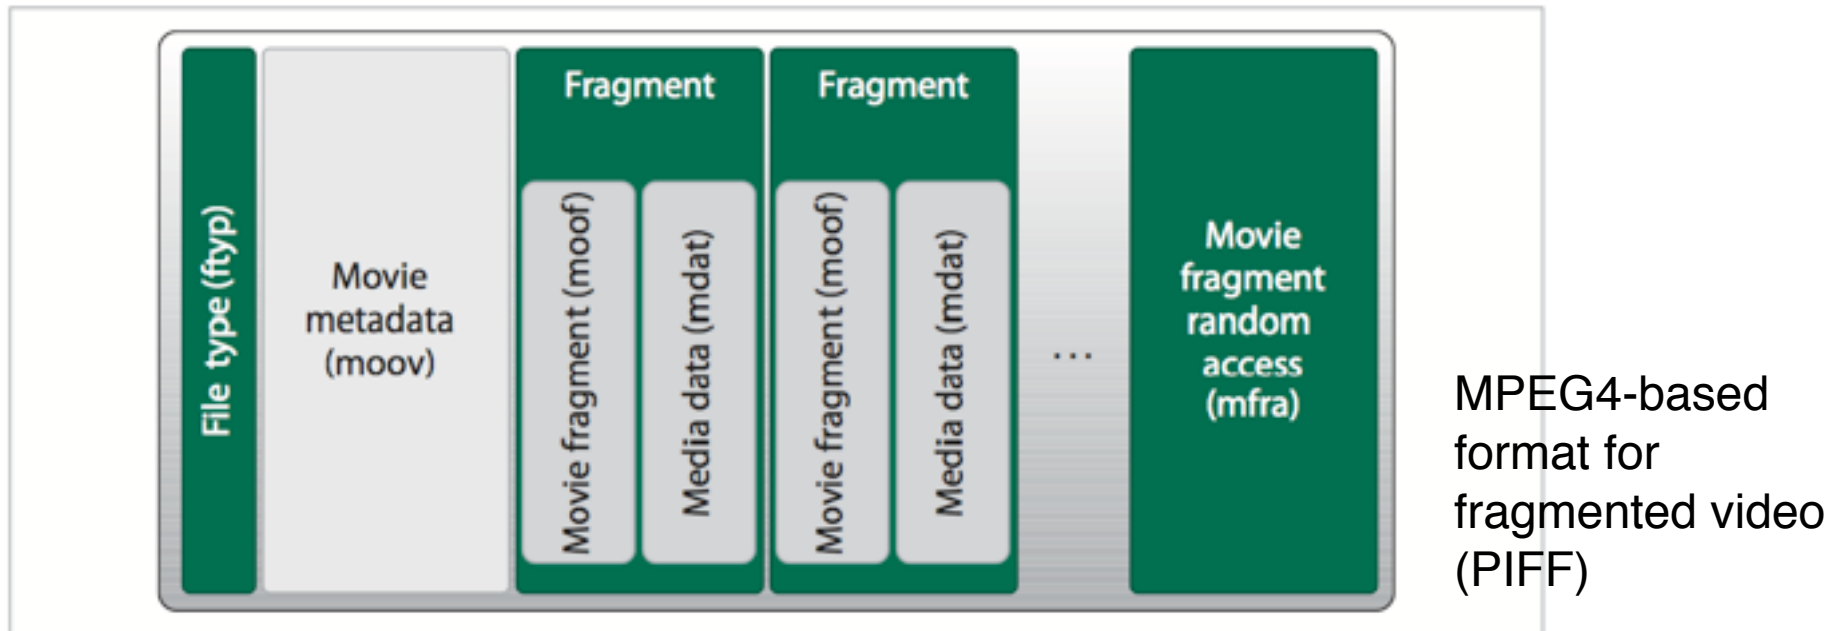 File type (ftyp)
Movie
metadata
(moov)
Fragment
Movie fragment (moof)
Media data (mdat)
Fragment
Movie fragment (moof)
Media data (mdat)
...
Movie
fragment
random
access
(mfra)
MPEG4-based
format for
fragmented video
(PIFF)